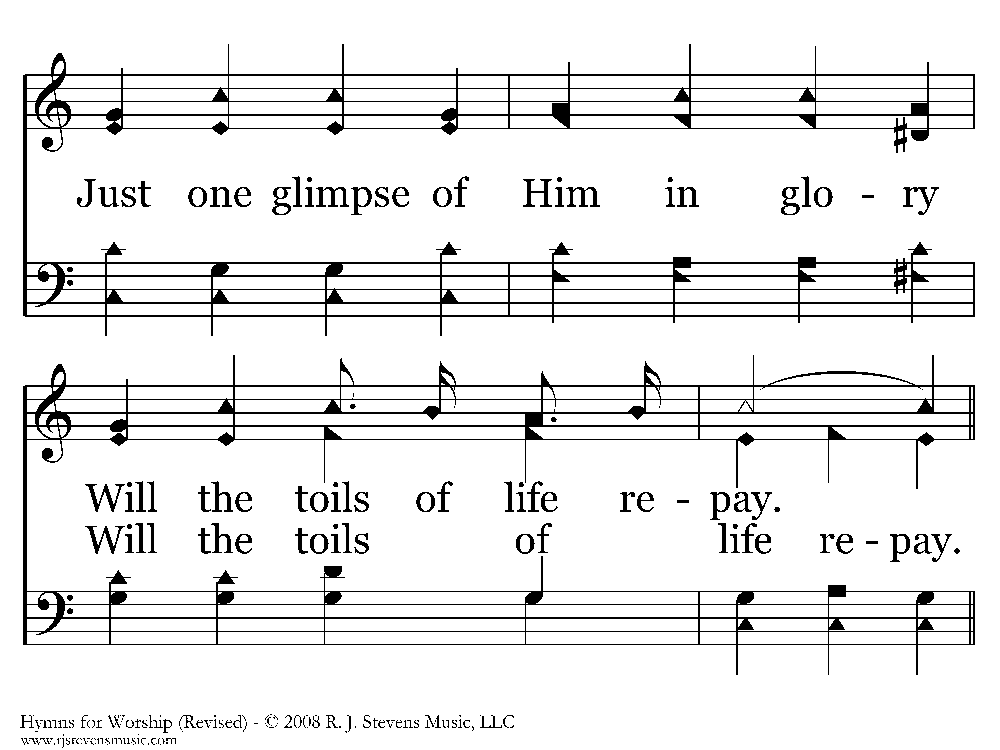 Just one glimpse of Him in glo - ry
Will the toils of life re - pay.
Will the toils of life re - pay.
Hymns for Worship (Revised) - © 2008 R. J. Stevens Music, LLC
www.rjstevensmusic.com